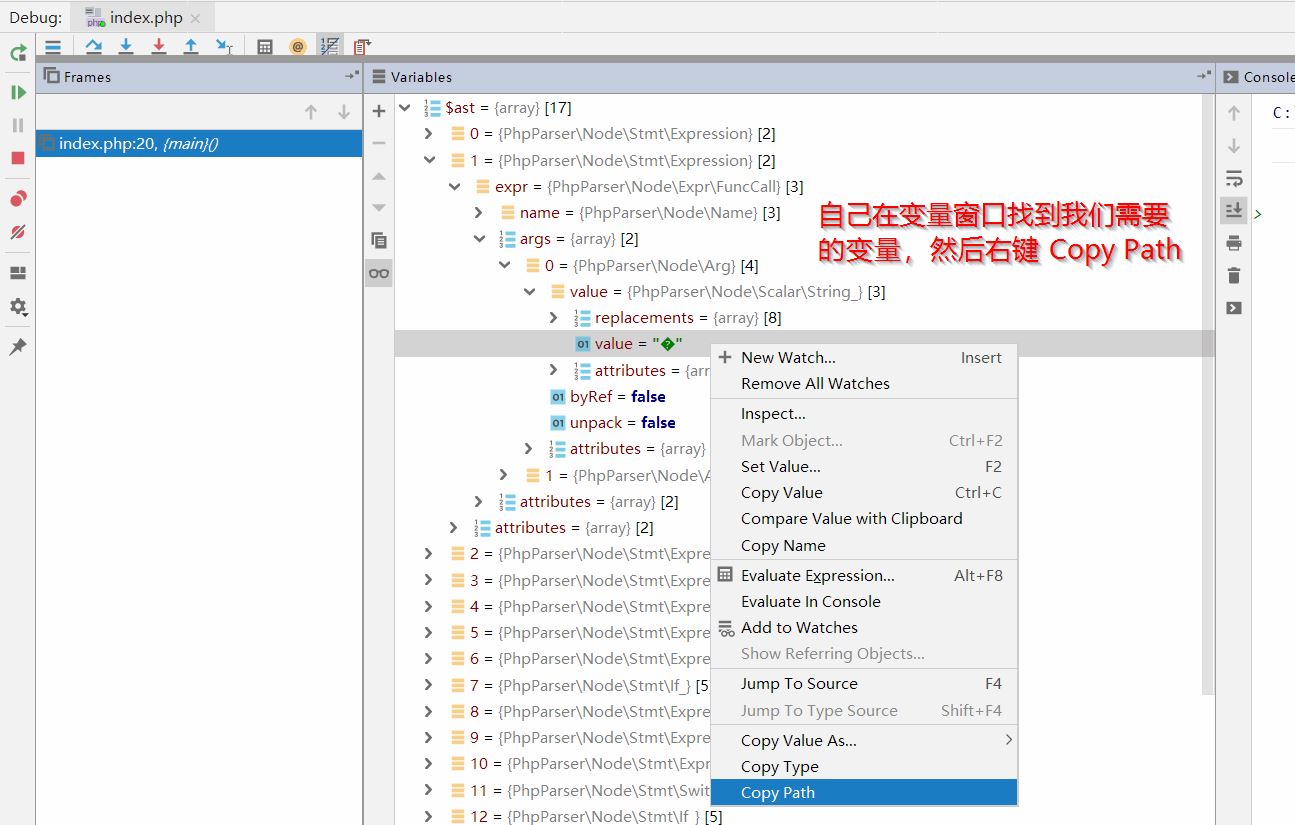 Debug: index.php
Frames
Variables
Console
index.php:20, {main}()
$ast = {array} [17]
0 = {PhpParser\Node\Stmt\Expression} [2]
1 = {PhpParser\Node\Stmt\Expression} [2]
expr = {PhpParser\Node\Expr\FuncCall} [3]
name = {PhpParser\Node\Name} [3]
args = {array} [2]
0 = {PhpParser\Node\Arg} [4]
value = {PhpParser\Node\Scalar\String_} [3]
replacements = {array} [8]
value = "�"
attributes = {arr
byRef = false
unpack = false
attributes = {array}
1 = {PhpParser\Node\A
attributes = {array} [2]
attributes = {array} [2]
2 = {PhpParser\Node\Stmt\Expre
3 = {PhpParser\Node\Stmt\Expre
4 = {PhpParser\Node\Stmt\Expre
5 = {PhpParser\Node\Stmt\Expre
6 = {PhpParser\Node\Stmt\Expre
7 = {PhpParser\Node\Stmt\If_} [5
8 = {PhpParser\Node\Stmt\Expre
9 = {PhpParser\Node\Stmt\Expre
10 = {PhpParser\Node\Stmt\Expr
11 = {PhpParser\Node\Stmt\Swit
12 = {PhpParser\Node\Stmt\If_} [5]
自己在变量窗口找到我们需要
的变量，然后右键 Copy Path
New Watch... Insert
Remove All Watches
Inspect...
Mark Object... Ctrl+F2
Set Value... F2
Copy Value Ctrl+C
Compare Value with Clipboard
Copy Name
Evaluate Expression... Alt+F8
Evaluate In Console
Add to Watches
Show Referring Objects...
Jump To Source F4
Jump To Type Source Shift+F4
Copy Value As...
Copy Type
Copy Path
C:
>